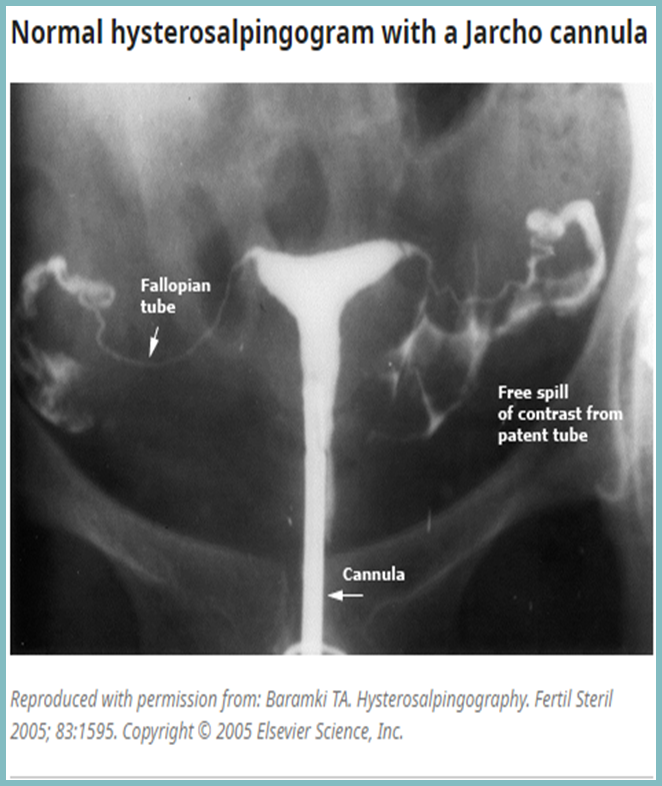 Normal hysterosalpingogram with a Jarcho cannula
Fallopian
tube
Free spill
of contrast from
patent tube
Cannula
Reproduced with permission from: Baramki TA. Hysterosalpingography. Fertil Steril
2005; 83:1595. Copyright © 2005 Elsevier Science, Inc.